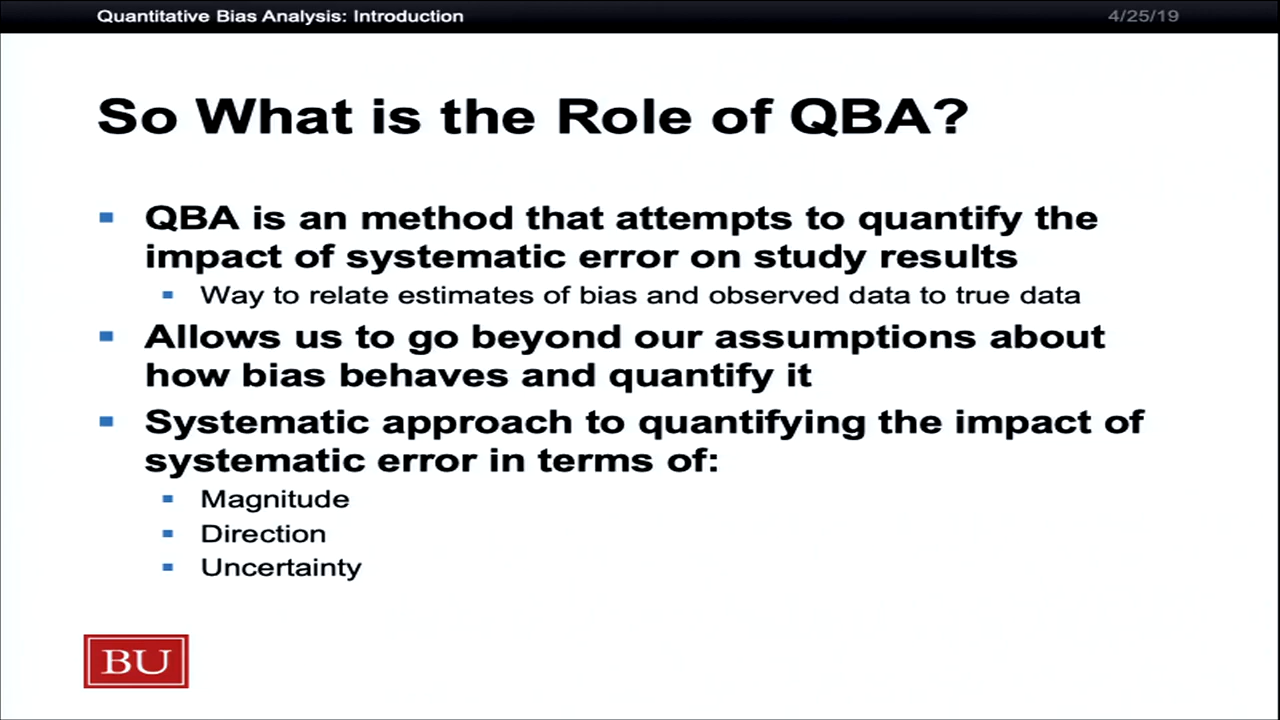 Quantitative Bias Analysis: Introduction
4/25/19
So What is the Role of QBA?
QBA is an method that attempts to quantify the
impact of systematic error on study results
Way to relate estimates of bias and observed data to true data
Allows us to go beyond our assumptions about
how bias behaves and quantify it
Systematic approach to quantifying the impact of
systematic error in terms of:
Magnitude
Direction
Uncertainty
BU